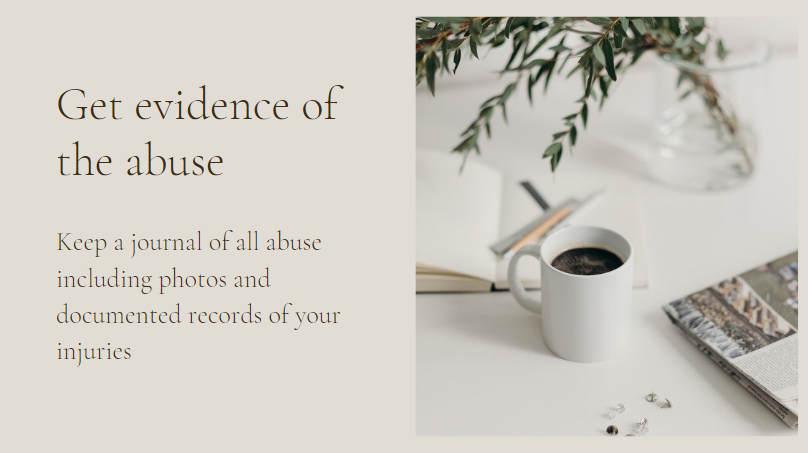 Get evidence of
the abuse
Keep a journal of all abuse
including photos and
documented records of your
injuries